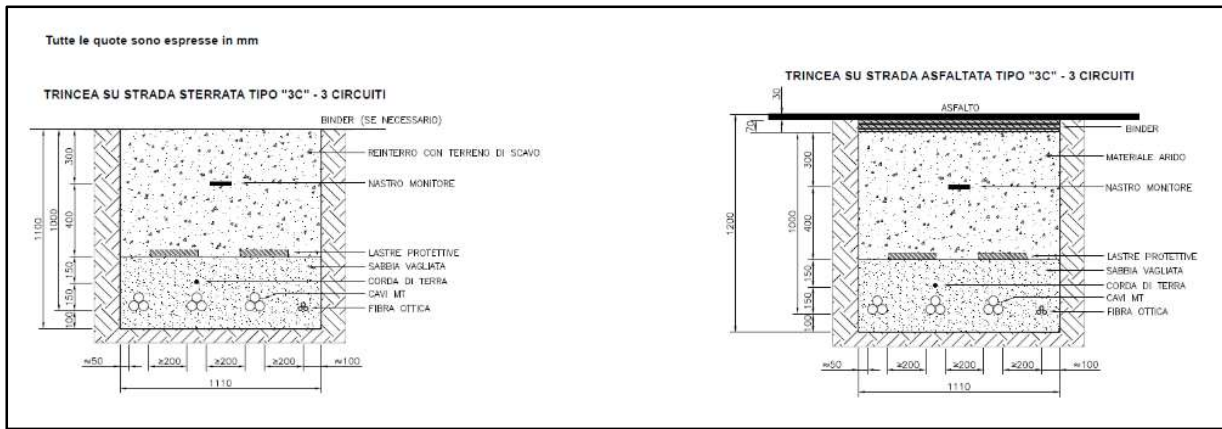 Tutte le quote sono espresse in mm
TRINCEA SU STRADA STERRATA TIPO "3C" - 3 CIRCUITI
BINDER (SE NECESSARIO)
REINTERRO CON TERRENO DI SCAVO
NASTRO MONITORE
LASTRE PROTETTIVE
SABBIA VAGLIATA
CORDA DI TERRA
CAVI MT
FIBRA OTTICA
1100
1000
300
400
150
150
100
≈50
≥200
≥200
≥200
≈100
1110
TRINCEA SU STRADA ASFALTATA TIPO "3C" - 3 CIRCUITI
30
ASFALTO
70
BINDER
MATERIALE ARIDO
NASTRO MONITORE
LASTRE PROTETTIVE
SABBIA VAGLIATA
CORDA DI TERRA
CAVI MT
FIBRA OTTICA
1200
1000
300
400
150
150
100
≈50
≥200
≥200
≥200
≈100
1110